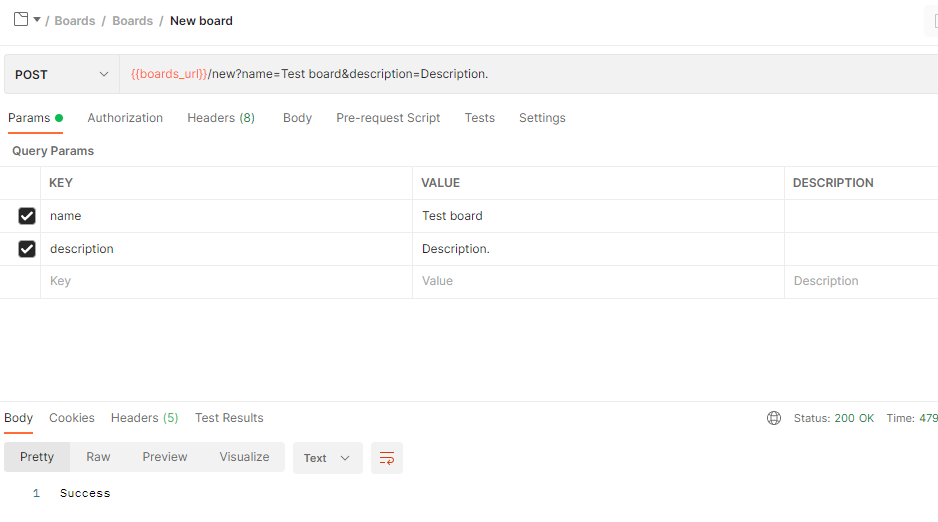 / Boards / Boards / New board
POST {{boards_url}}/new?name=Test board&description=Description.
Params Authorization Headers (8) Body Pre-request Script Tests Settings
Query Params
KEY VALUE DESCRIPTION
name Test board
description Description.
Key Value Description
Body Cookies Headers (5) Test Results Status: 200 OK Time: 479
Pretty Raw Preview Visualize Text
1 Success